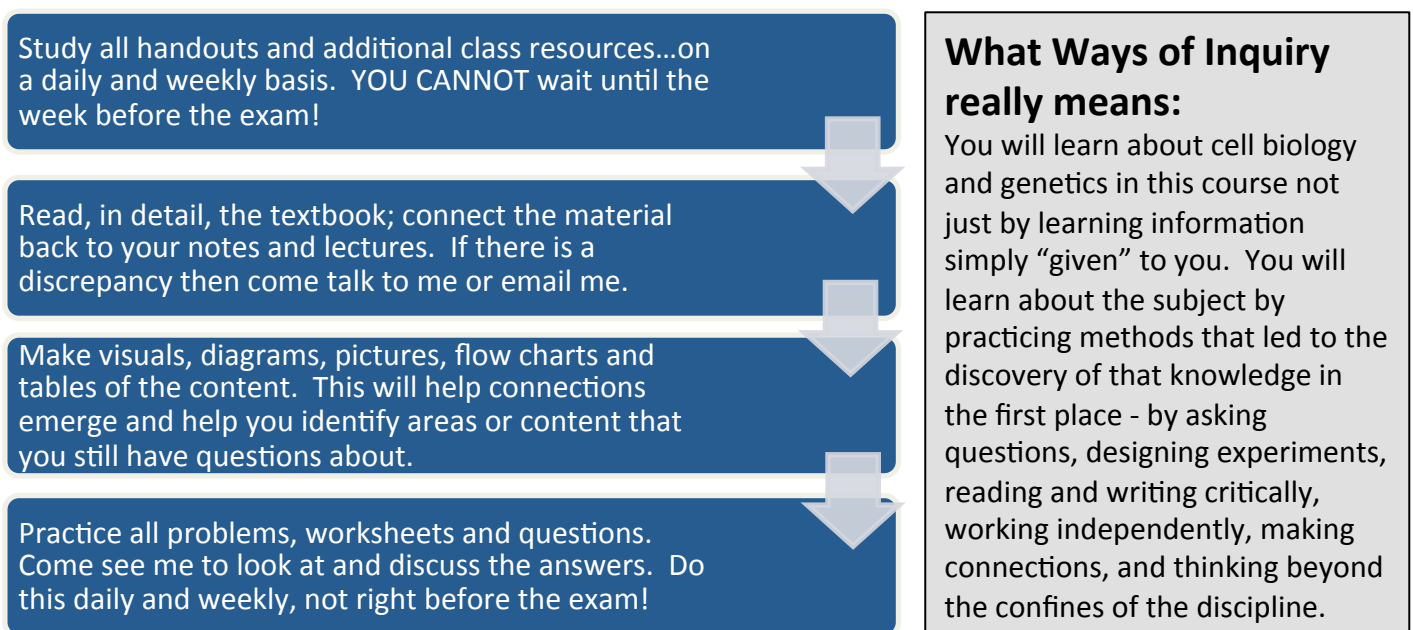 Study all handouts and additional class resources…on
a daily and weekly basis.  YOU CANNOT wait until the
week before the exam!
Read, in detail, the textbook; connect the material
back to your notes and lectures.  If there is a
discrepancy then come talk to me or email me.
Make visuals, diagrams, pictures, flow charts and
tables of the content.  This will help connections
emerge and help you identify areas or content that
you still have questions about.
Practice all problems, worksheets and questions.
Come see me to look at and discuss the answers.  Do
this daily and weekly, not right before the exam!
What Ways of Inquiry
really means:
You will learn about cell biology
and genetics in this course not
just by learning information
simply “given” to you.  You will
learn about the subject by
practicing methods that led to the
discovery of that knowledge in
the first place - by asking
questions, designing experiments,
reading and writing critically,
working independently, making
connections, and thinking beyond
the confines of the discipline.